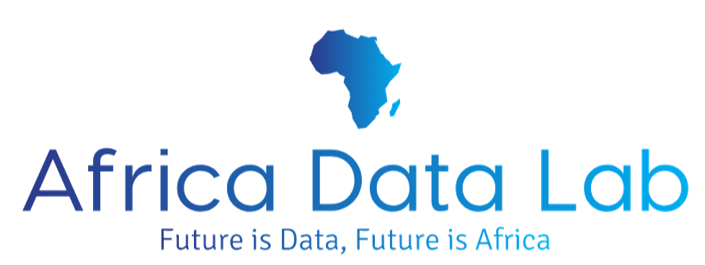 Africa Data Lab
Future is Data, Future is Africa